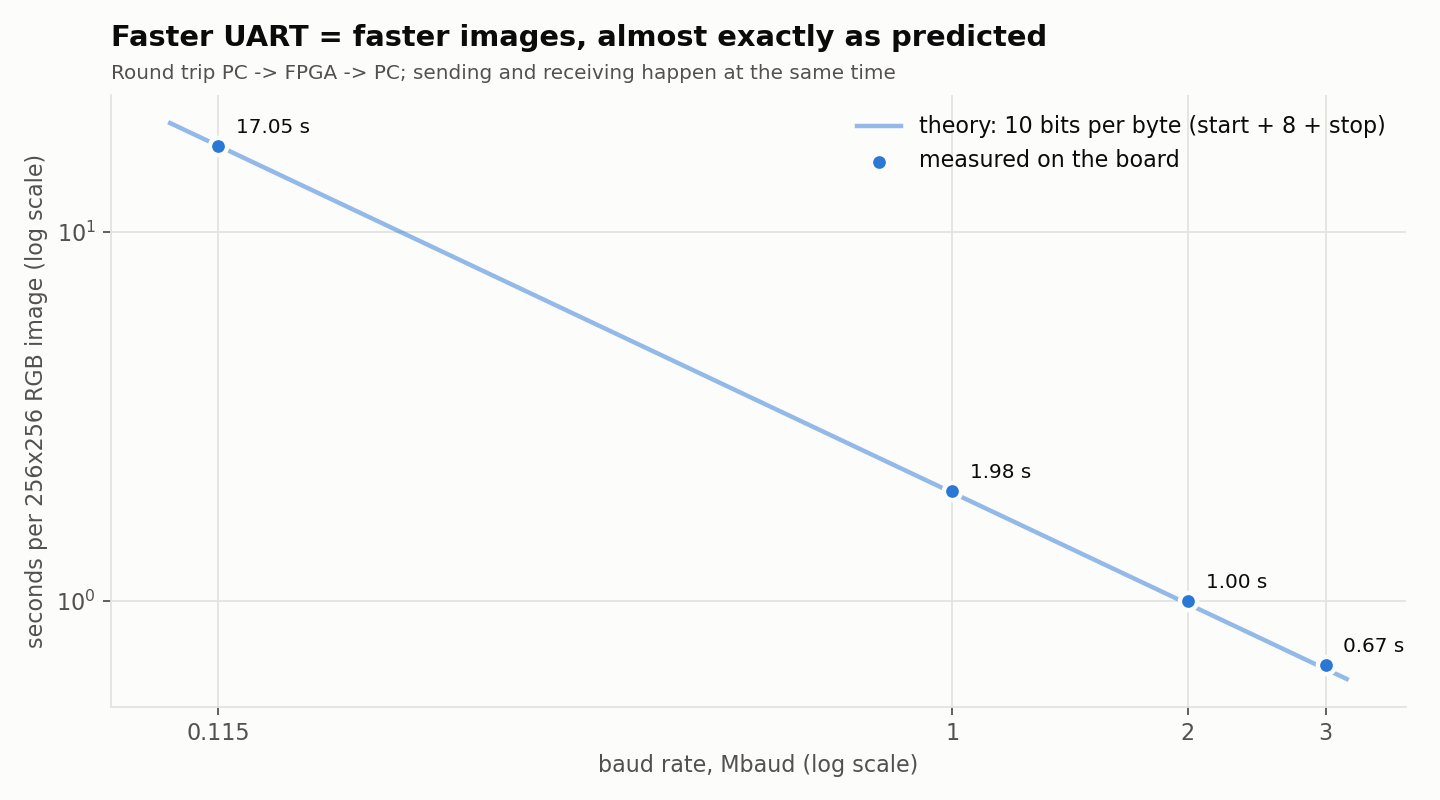 Faster UART = faster images, almost exactly as predicted
Round trip PC -> FPGA -> PC; sending and receiving happen at the same time
theory: 10 bits per byte (start + 8 + stop)
measured on the board
seconds per 256x256 RGB image (log scale)
10¹
10⁰
17.05 s
1.98 s
1.00 s
0.67 s
0.115
1
2
3
baud rate, Mbaud (log scale)